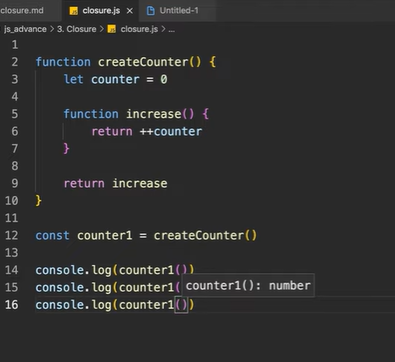 closure.md
closure.js
Untitled-1
js_advance > 3. Closure > closure.js > ...
1
2 function createCounter() {
3 let counter = 0
4
5 function increase() {
6 return ++counter
7 }
8
9 return increase
10 }
11
12 const counter1 = createCounter()
13
14 console.log(counter1())
15 console.log(counter1(
counter1(): number
16 console.log(counter1())